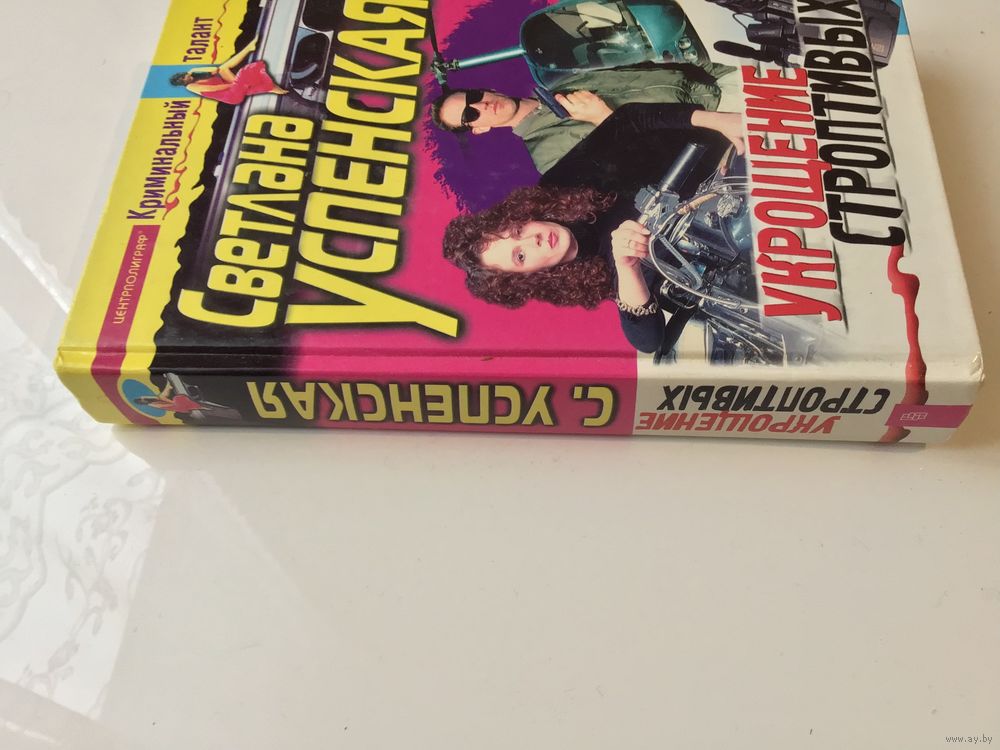 ЦЕНТРПОЛИГРАФ®
Криминальный талант
Светлана
УСПЕНСКАЯ
УКРОЩЕНИЕ
СТРОПТИВЫХ
С. УСПЕНСКАЯ
УКРОЩЕНИЕ
СТРОПТИВЫХ
www.ay.by